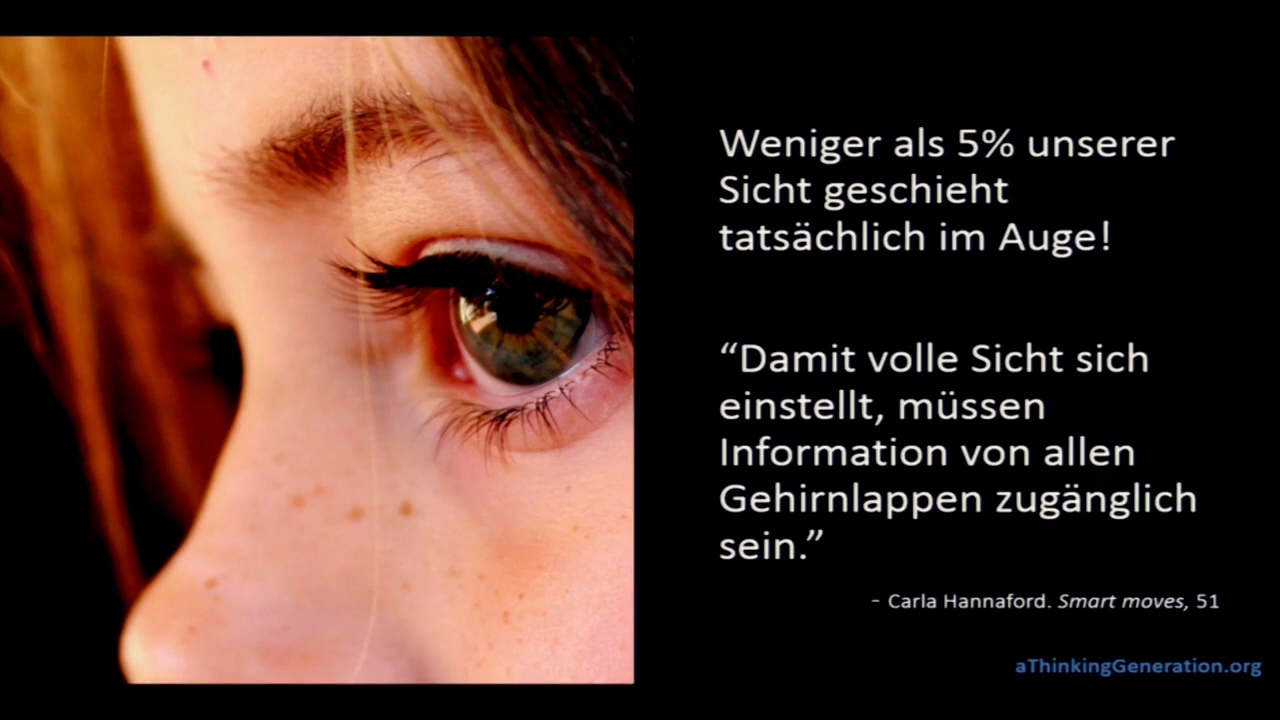 Weniger als 5% unserer
Sicht geschieht
tatsächlich im Auge!
“Damit volle Sicht sich
einstellt, müssen
Information von allen
Gehirnlappen zugänglich
sein.”
- Carla Hannaford. Smart moves, 51
aThinkingGeneration.org